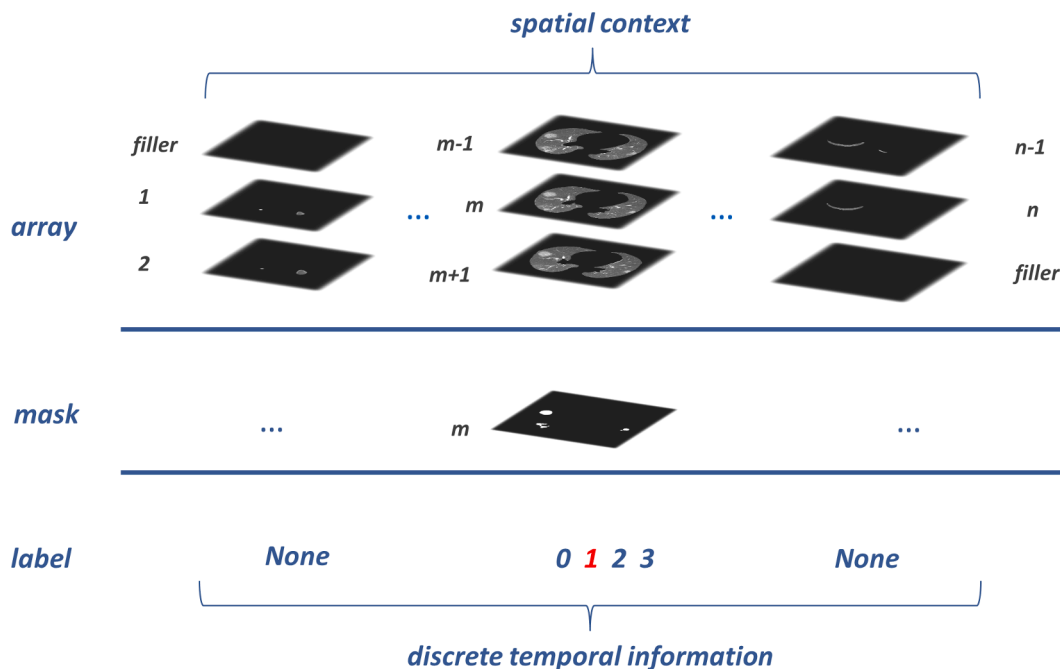 spatial context
filler
m-1
n-1
1
m
n
...
...
array
2
m+1
filler
mask
...
m
...
label
None
0 1 2 3
None
discrete temporal information